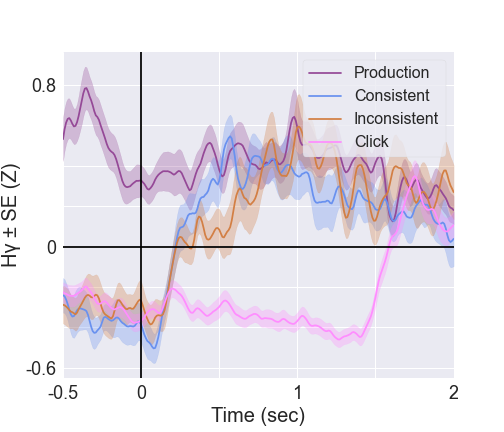 Production
Consistent
Inconsistent
Click
0.8
0
-0.6
Hγ ± SE (Z)
-0.5
0
1
2
Time (sec)